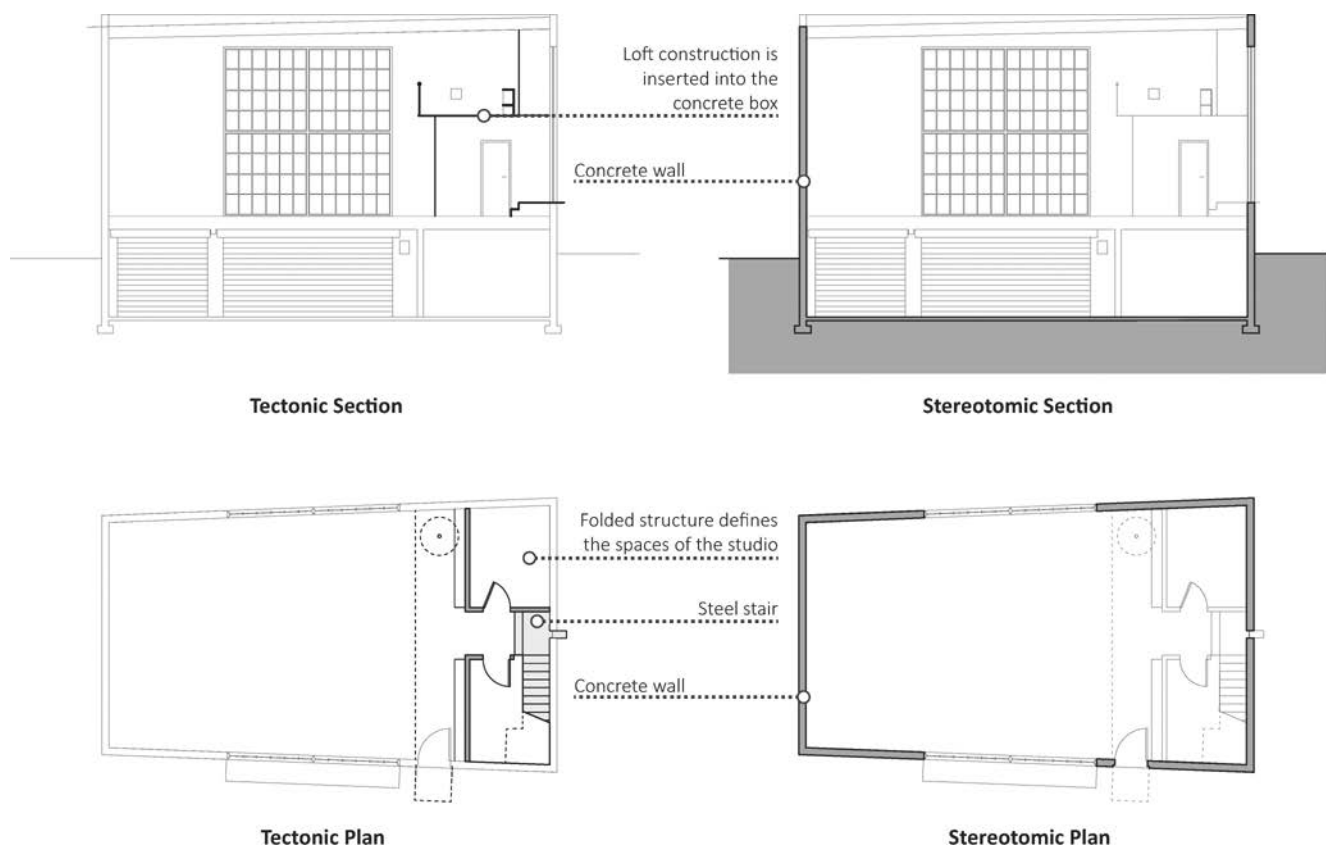 Loft construction is
inserted into the
concrete box
Concrete wall
Tectonic Section
Stereotomic Section
Folded structure defines
the spaces of the studio
Steel stair
Concrete wall
Tectonic Plan
Stereotomic Plan